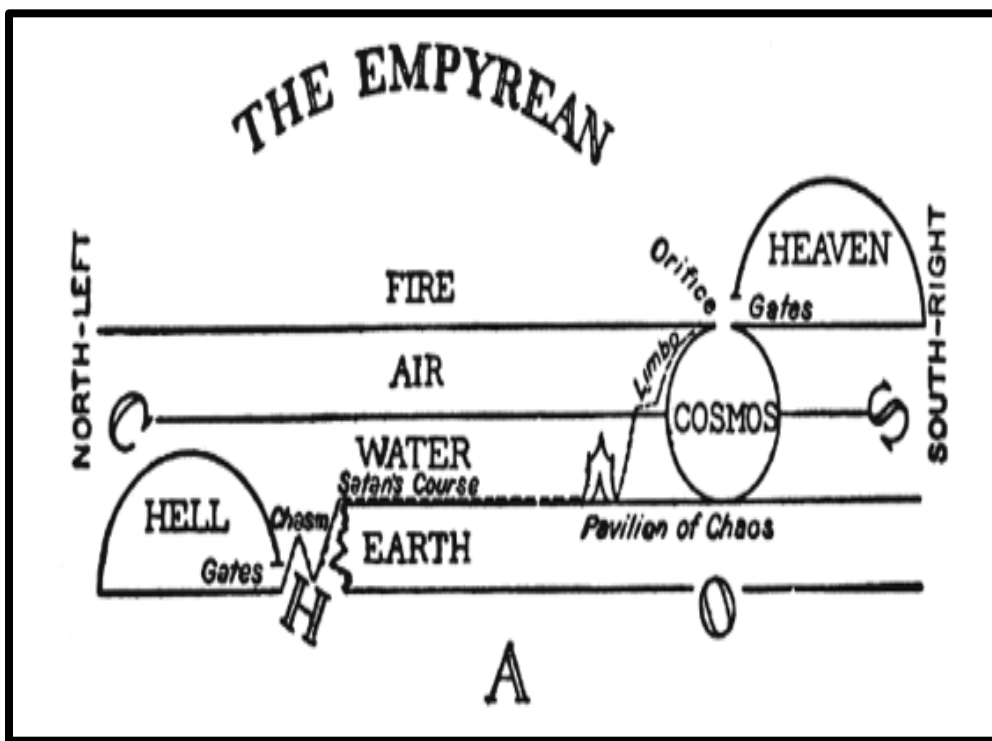 THE EMPYREAN
NORTH-LEFT
FIRE
Orifice
HEAVEN
Gates
SOUTH-RIGHT
AIR
Limbo
C
COSMOS
S
WATER
Satan's Course
HELL
Chasm
Gates
EARTH
Pavilion of Chaos
H
O
A